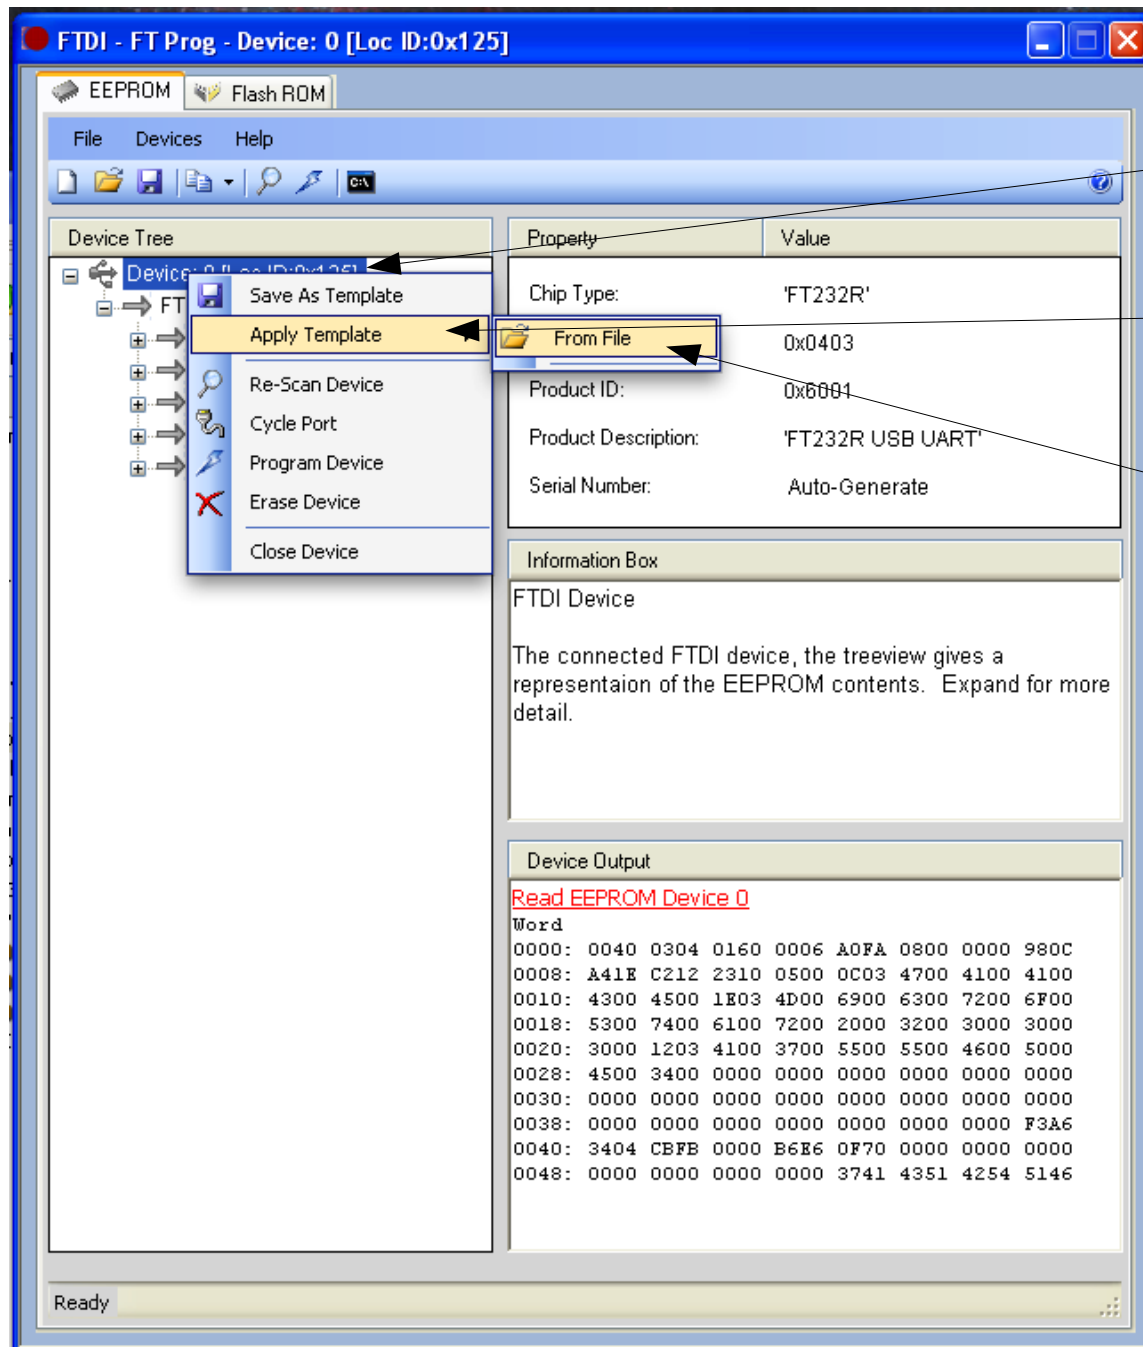 FTDI - FT Prog - Device: 0 [Loc ID:0x125]
EEPROM
Flash ROM
File Devices Help
C:\
Device Tree
Device: 0 [Loc ID:0x125]
FT
Save As Template
Apply Template
From File
Re-Scan Device
Cycle Port
Program Device
Erase Device
Close Device
Property Value
Chip Type: 'FT232R'
0x0403
Product ID: 0x6001
Product Description: 'FT232R USB UART'
Serial Number: Auto-Generate
Information Box
FTDI Device
The connected FTDI device, the treeview gives a
representaion of the EEPROM contents. Expand for more
detail.
Device Output
Read EEPROM Device 0
Word
0000: 0040 0304 0160 0006 A0FA 0800 0000 980C
0008: A41E C212 2310 0500 0C03 4700 4100 4100
0010: 4300 4500 1E03 4D00 6900 6300 7200 6F00
0018: 5300 7400 6100 7200 2000 3200 3000 3000
0020: 3000 1203 4100 3700 5500 5500 4600 5000
0028: 4500 3400 0000 0000 0000 0000 0000 0000
0030: 0000 0000 0000 0000 0000 0000 0000 0000
0038: 0000 0000 0000 0000 0000 0000 0000 F3A6
0040: 3404 CBFB 0000 B6E6 0F70 0000 0000 0000
0048: 0000 0000 0000 0000 3741 4351 4254 5146
Ready